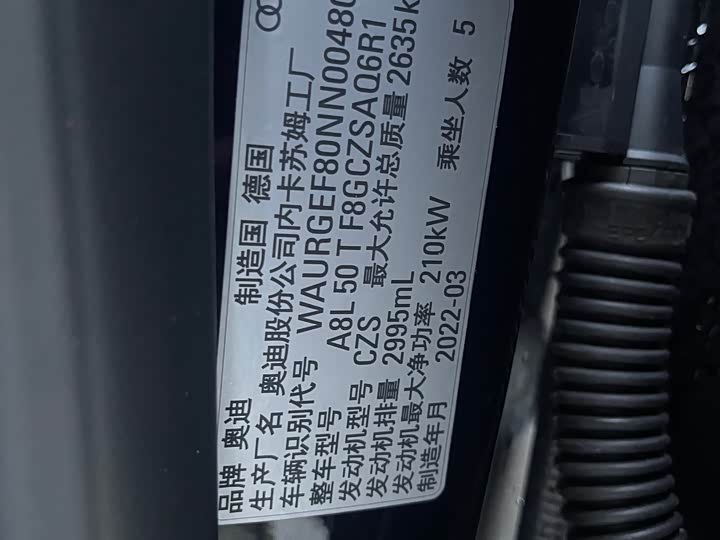 品牌 奥迪 制造国 德国
生产厂名 奥迪股份公司内卡苏姆工厂
车辆识别代号 WAURGEF80NN00480
整车型号 A8L 50 T F8GCZSAQ6R1
发动机型号 CZS 最大允许总质量 2635k
发动机排量 2995mL
发动机最大净功率 210kW 乘坐人数 5
制造年月 2022-03